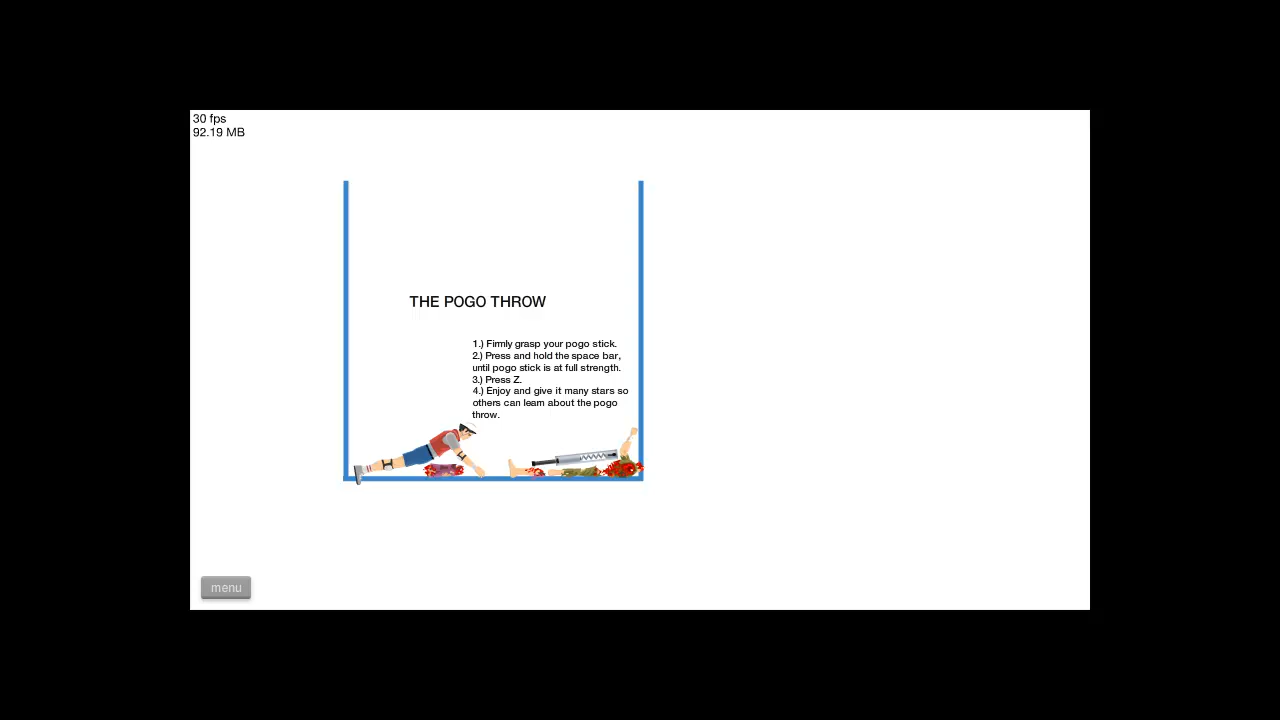 30 fps
92.19 MB
THE POGO THROW
1.) Firmly grasp your pogo stick.
2.) Press and hold the space bar,
until pogo stick is at full strength.
3.) Press Z.
4.) Enjoy and give it many stars so
others can learn about the pogo
throw.
menu